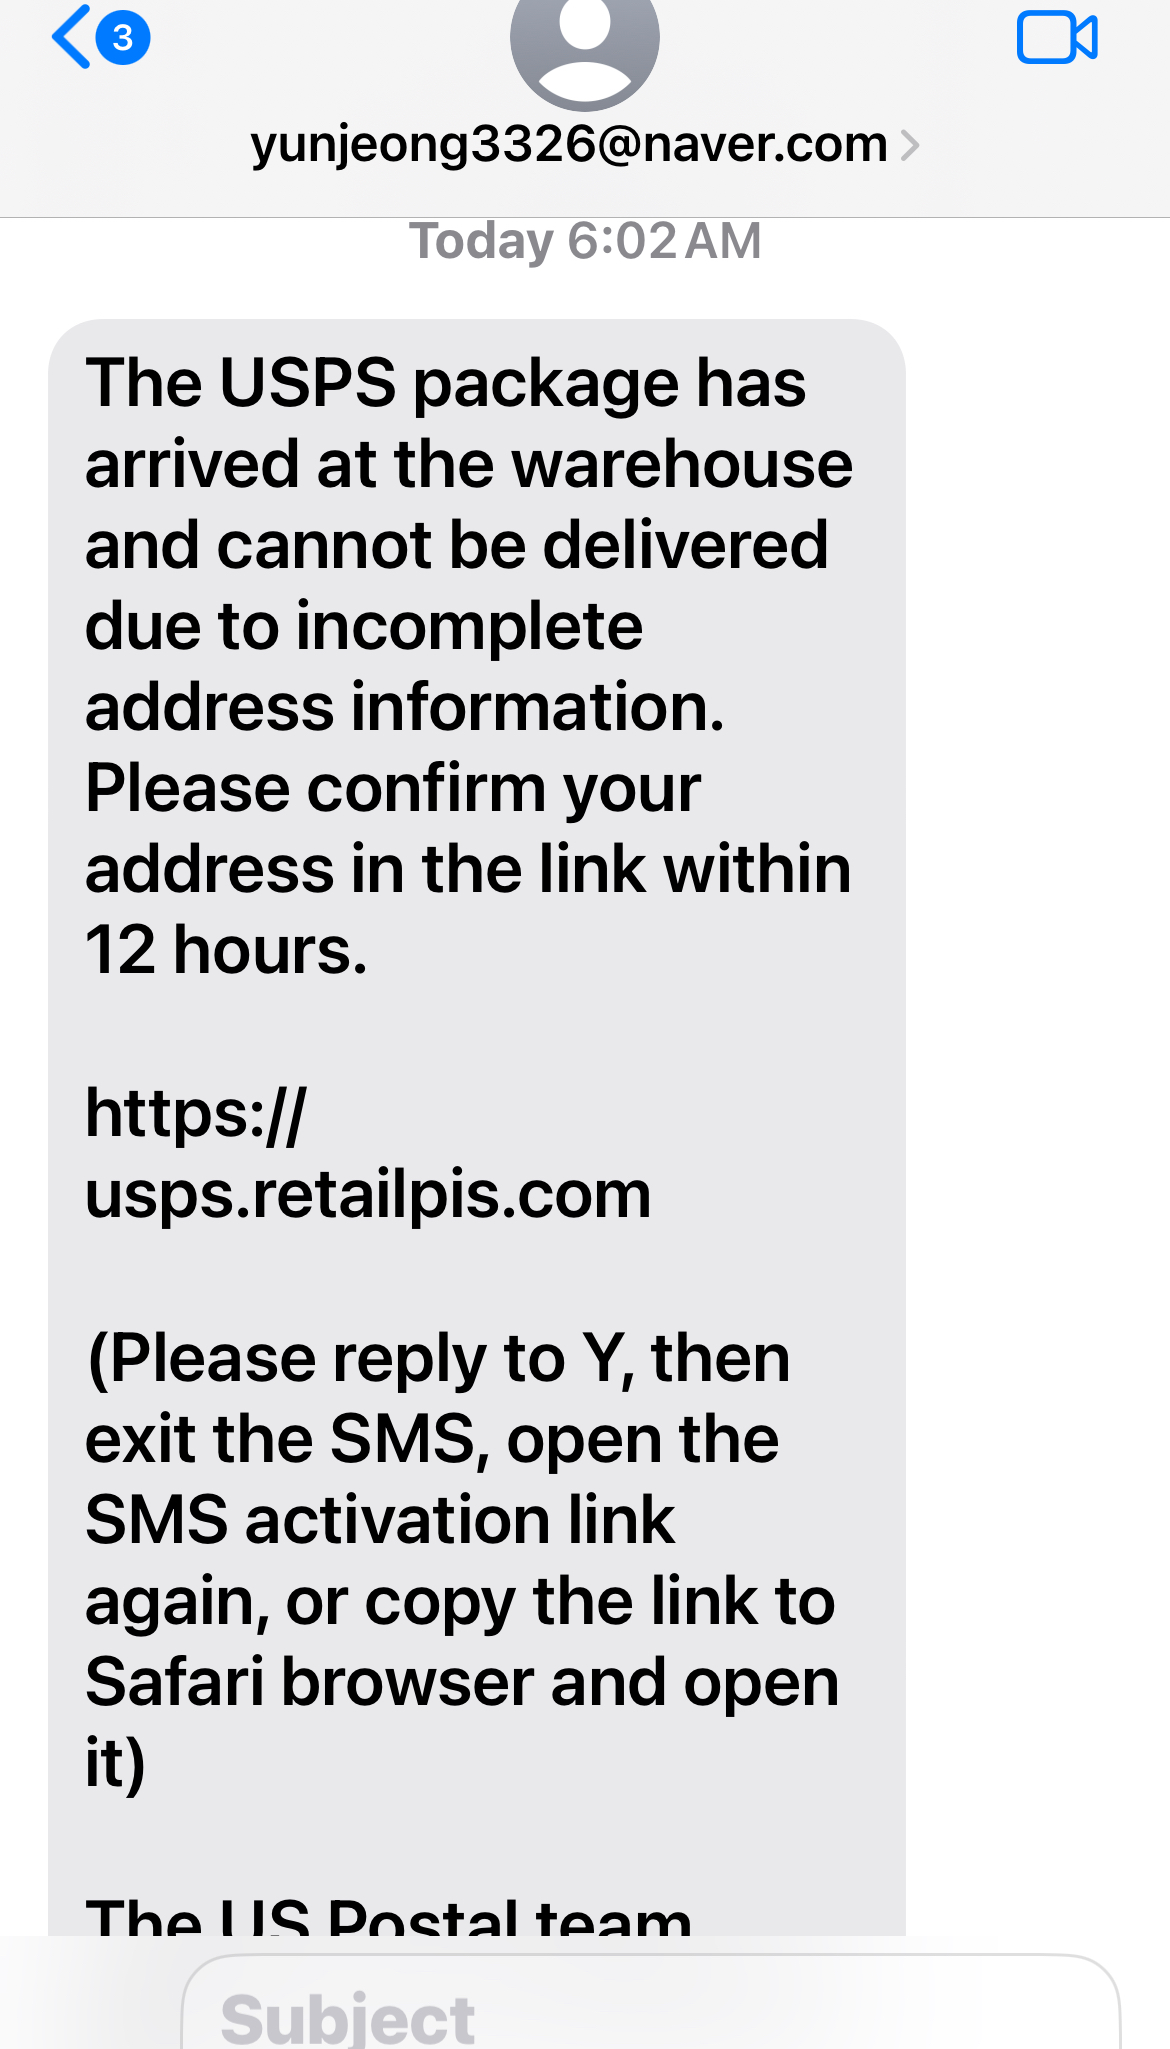 3
yunjeong3326@naver.com
Today 6:02 AM
The USPS package has
arrived at the warehouse
and cannot be delivered
due to incomplete
address information.
Please confirm your
address in the link within
12 hours.
https://
usps.retailpis.com
(Please reply to Y, then
exit the SMS, open the
SMS activation link
again, or copy the link to
Safari browser and open
it)
The US Postal team
Subject